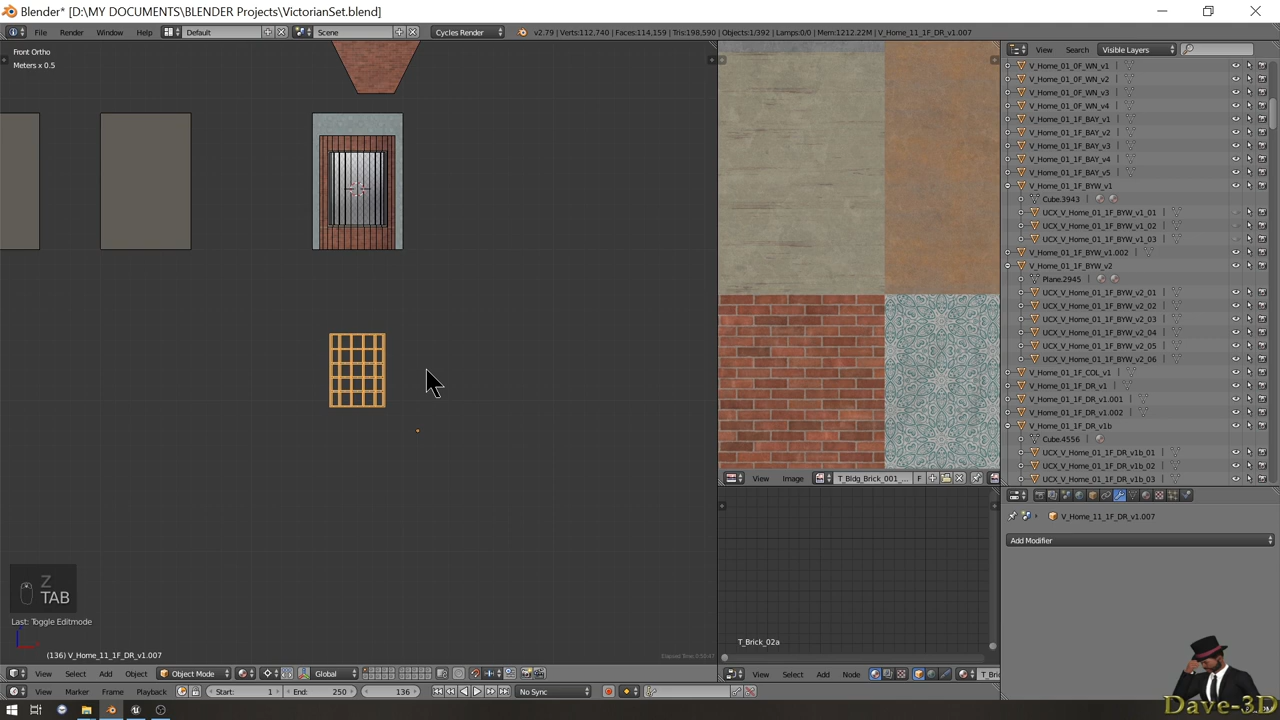 Blender* [D:\MY DOCUMENTS\BLENDER Projects\VictorianSet.blend]
File Render Window Help Default Scene Cycles Render v2.79 | Verts:112,740 | Faces:114,159 | Tris:198,590 | Objects:1/392 | Lamps:0/0 | Mem:1212.22M | V_Home_11_1F_DR_v1.007
Front Ortho
Meters x 0.5
View Search Visible Layers
V_Home_01_0F_WN_v1
V_Home_01_0F_WN_v2
V_Home_01_0F_WN_v3
V_Home_01_0F_WN_v4
V_Home_01_1F_BAY_v1
V_Home_01_1F_BAY_v2
V_Home_01_1F_BAY_v3
V_Home_01_1F_BAY_v4
V_Home_01_1F_BAY_v5
V_Home_01_1F_BYW_v1
Cube.3943
UCX_V_Home_01_1F_BYW_v1_01
UCX_V_Home_01_1F_BYW_v1_02
UCX_V_Home_01_1F_BYW_v1_03
V_Home_01_1F_BYW_v1.002
V_Home_01_1F_BYW_v2
Plane.2945
UCX_V_Home_01_1F_BYW_v2_01
UCX_V_Home_01_1F_BYW_v2_02
UCX_V_Home_01_1F_BYW_v2_03
UCX_V_Home_01_1F_BYW_v2_04
UCX_V_Home_01_1F_BYW_v2_05
UCX_V_Home_01_1F_BYW_v2_06
V_Home_01_1F_COL_v1
V_Home_01_1F_DR_v1
V_Home_01_1F_DR_v1.001
V_Home_01_1F_DR_v1.002
V_Home_01_1F_DR_v1b
Cube.4556
UCX_V_Home_01_1F_DR_v1b_01
UCX_V_Home_01_1F_DR_v1b_02
UCX_V_Home_01_1F_DR_v1b_03
View Image T_Bldg_Brick_001_... F
V_Home_11_1F_DR_v1.007
Add Modifier
Z
TAB
Last: Toggle Editmode
(136) V_Home_11_1F_DR_v1.007
T_Brick_02a
View Select Add Object Object Mode Global
View Select Add Node T_Bric
View Marker Frame Playback Start: 1 End: 250 136 No Sync
Dave-3D